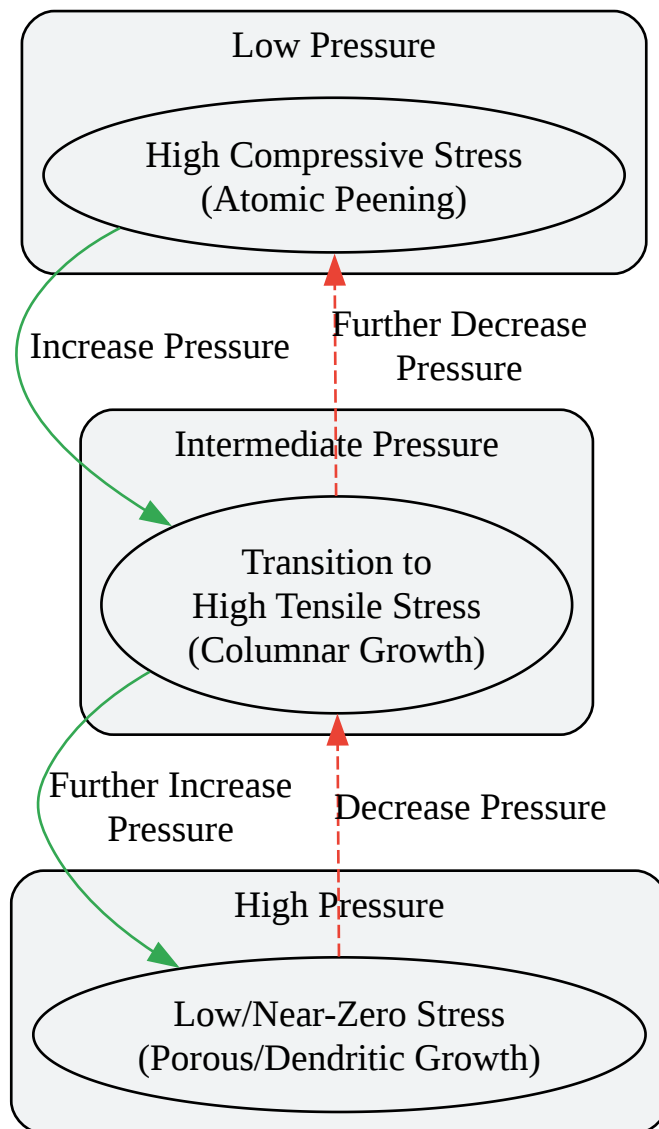 Low Pressure
High Compressive Stress
(Atomic Peening)
Increase Pressure
Further Decrease
Pressure
Intermediate Pressure
Transition to
High Tensile Stress
(Columnar Growth)
Further Increase
Pressure
Decrease Pressure
High Pressure
Low/Near-Zero Stress
(Porous/Dendritic Growth)